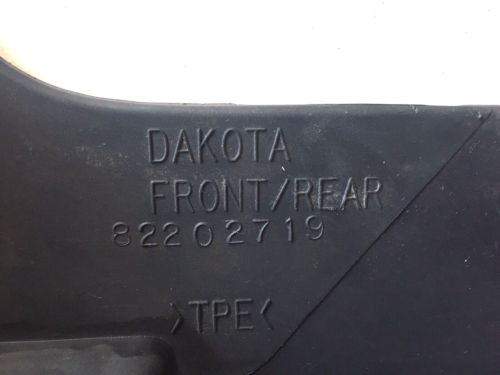 DAKOTA
FRONT/REAR
82202719
>TPE<